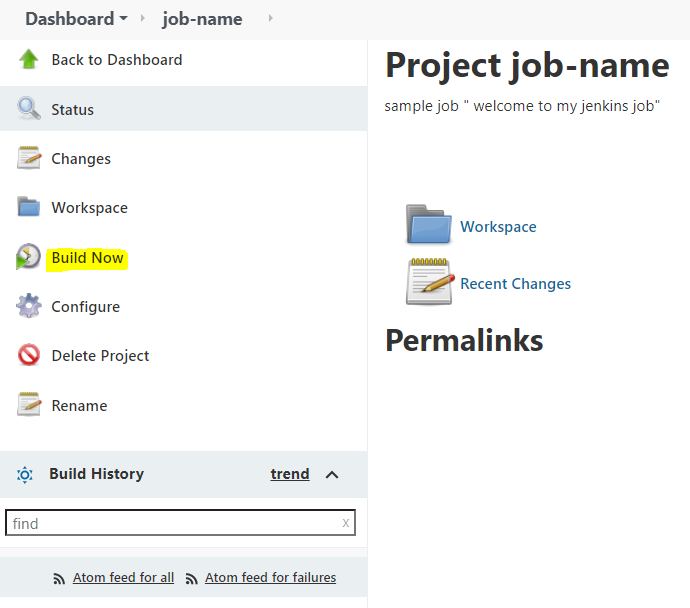 Dashboard job-name
Back to Dashboard
Status
Changes
Workspace
Build Now
Configure
Delete Project
Rename
Build History trend
find x
Atom feed for all Atom feed for failures
Project job-name
sample job " welcome to my jenkins job"
Workspace
Recent Changes
Permalinks